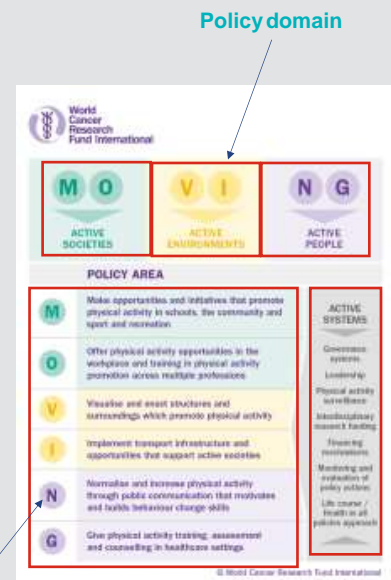 Policy domain
World
Cancer
Research
Fund International
M O
V I
N G
ACTIVE
SOCIETIES
ACTIVE
ENVIRONMENTS
ACTIVE
PEOPLE
POLICY AREA
M
Make opportunities and initiatives that promote
physical activity in schools, the community and
sport and recreation
O
Offer physical activity opportunities in the
workplace and training in physical activity
promotion across multiple professions
V
Visualise and enact structures and
surroundings which promote physical activity
I
Implement transport infrastructure and
opportunities that support active societies
N
Normalise and increase physical activity
through public communication that motivates
and builds behaviour change skills
G
Give physical activity training, assessment
and counselling in healthcare settings
ACTIVE
SYSTEMS
Governance
systems
Leadership
Physical activity
surveillance
Interdisciplinary
research funding
Financing
mechanisms
Monitoring and
evaluation of
policy actions
Life course /
Health in all
policies approach
© World Cancer Research Fund International